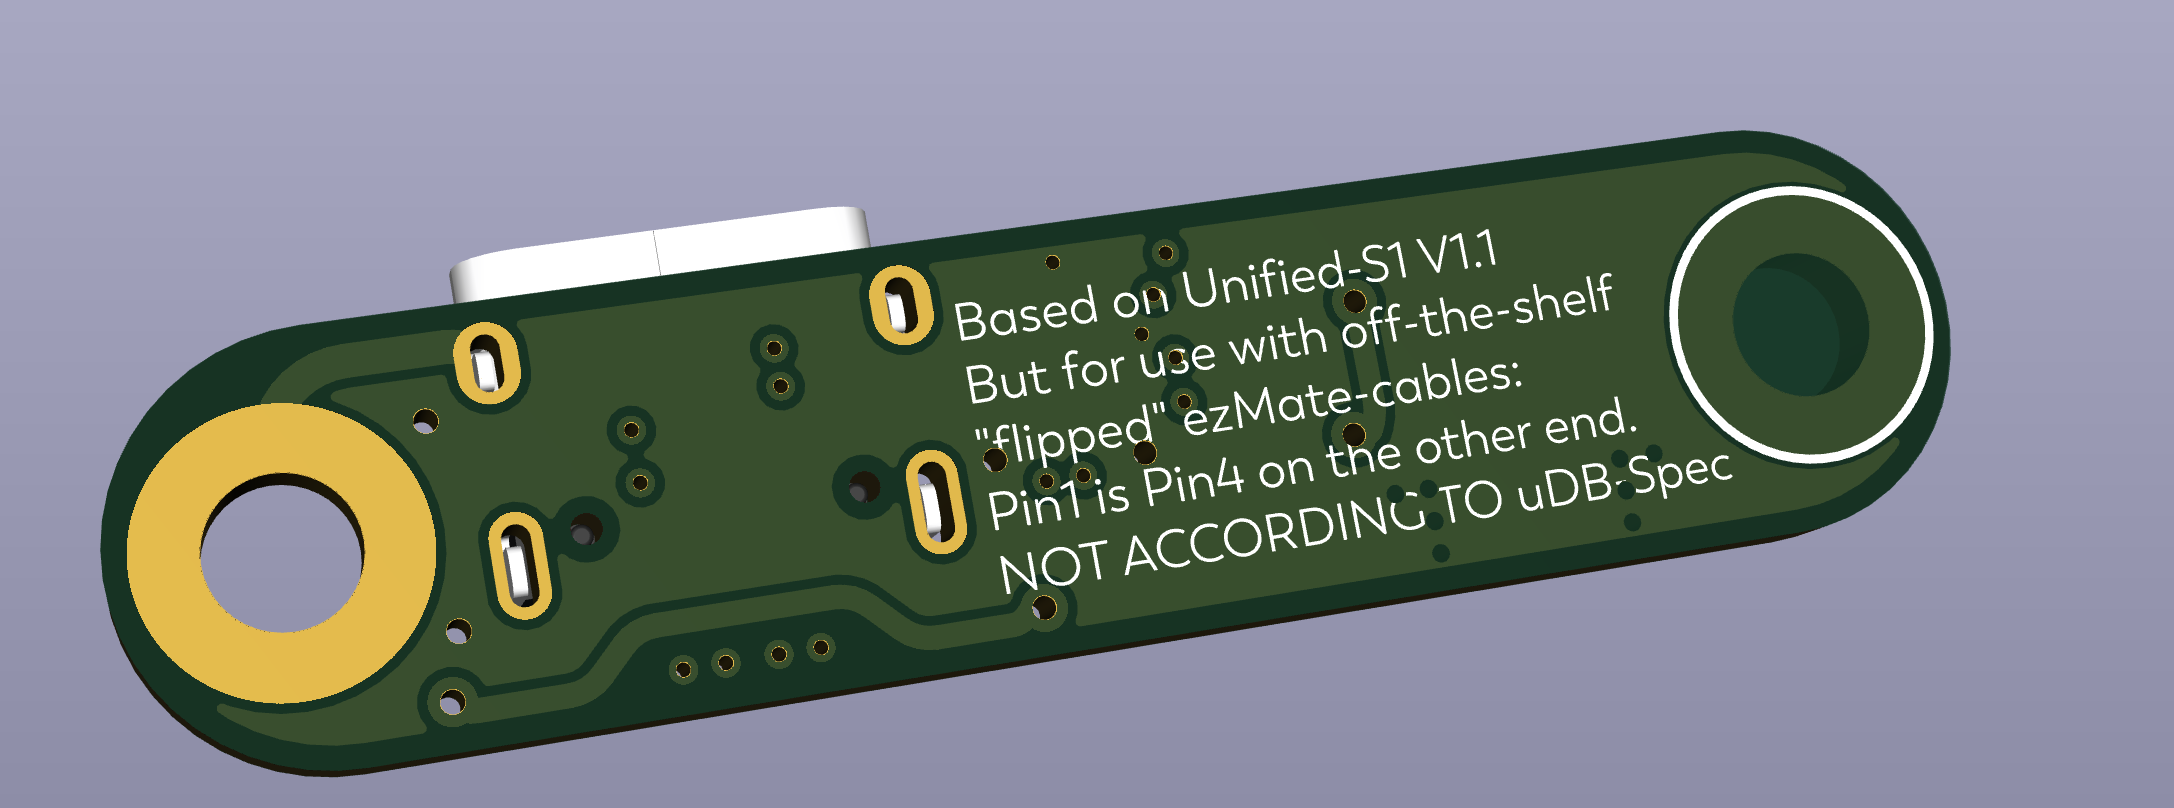 Based on Unified-S1 V1.1
But for use with off-the-shelf
"flipped" ezMate-cables:
Pin1 is Pin4 on the other end.
NOT ACCORDING TO uDB-Spec